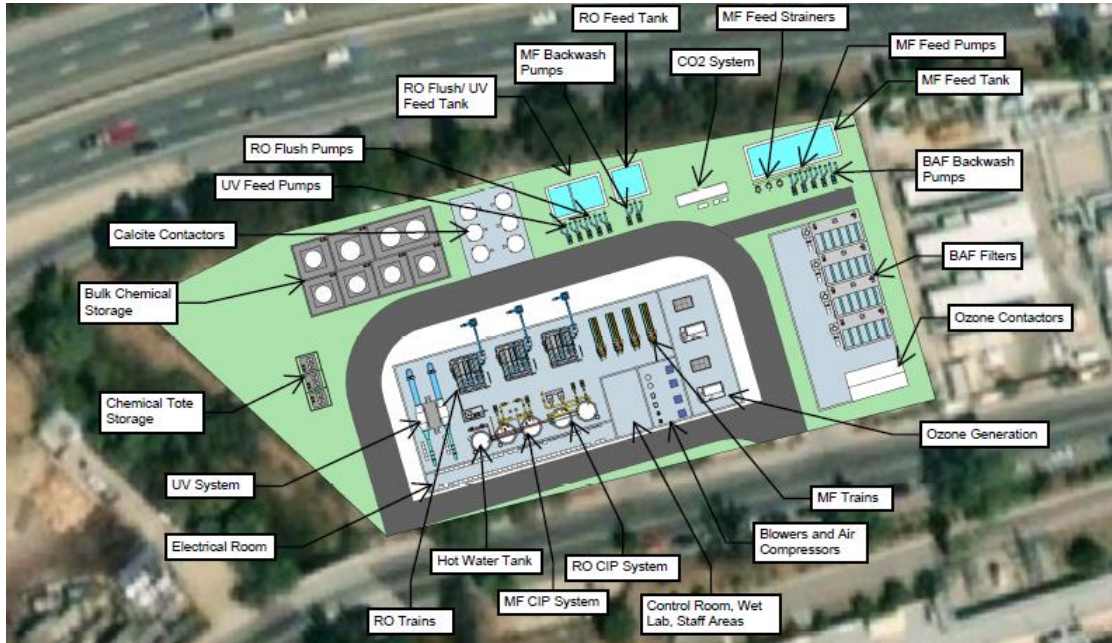 RO Feed Tank
MF Feed Strainers
MF Backwash
Pumps
CO2 System
MF Feed Pumps
MF Feed Tank
RO Flush/ UV
Feed Tank
RO Flush Pumps
UV Feed Pumps
BAF Backwash
Pumps
Calcite Contactors
BAF Filters
Bulk Chemical
Storage
Ozone Contactors
Chemical Tote
Storage
Ozone Generation
UV System
MF Trains
Electrical Room
Hot Water Tank
RO CIP System
Blowers and Air
Compressors
RO Trains
MF CIP System
Control Room, Wet
Lab, Staff Areas